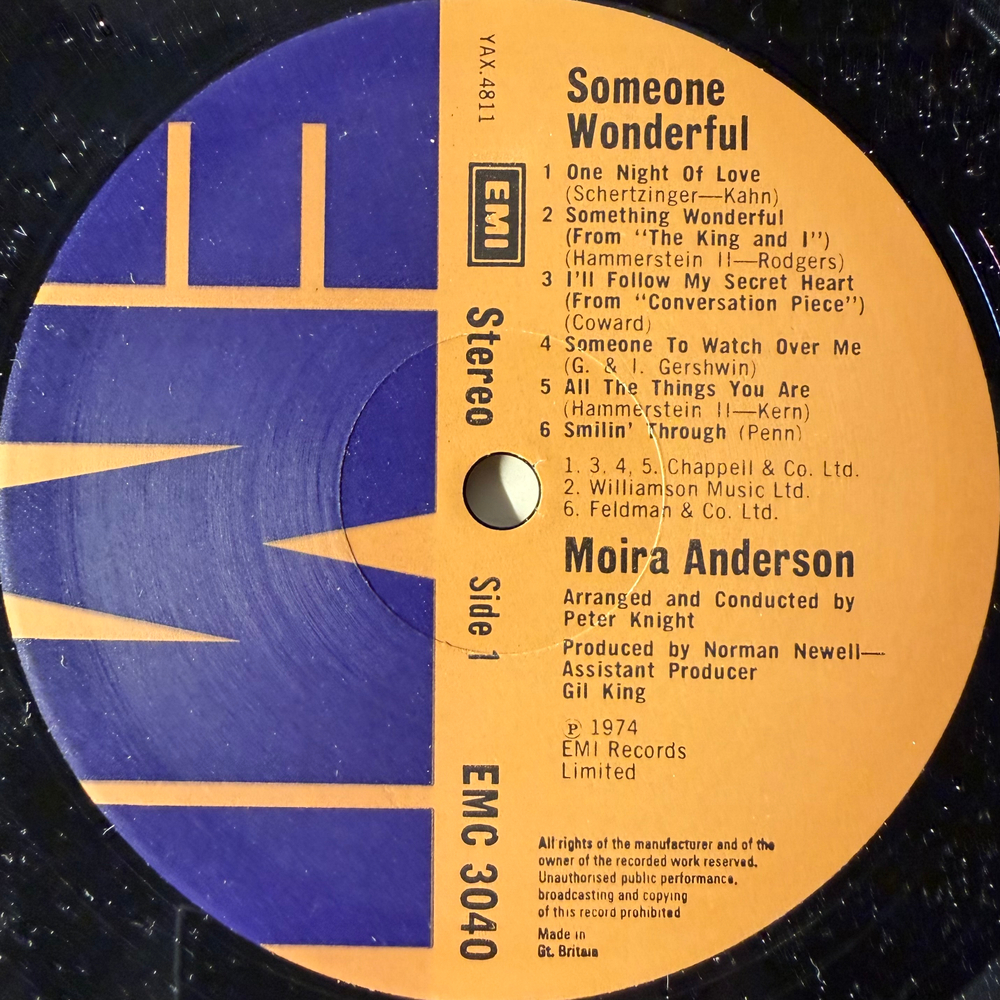 YAX.4811
EMI
Stereo
Side 1
EMC 3040
Someone
Wonderful
1 One Night Of Love
(Schertzinger—Kahn)
2 Something Wonderful
(From “The King and I”)
(Hammerstein II—Rodgers)
3 I’ll Follow My Secret Heart
(From “Conversation Piece”)
(Coward)
4 Someone To Watch Over Me
(G. & I. Gershwin)
5 All The Things You Are
(Hammerstein II—Kern)
6 Smilin’ Through (Penn)
1. 3, 4, 5. Chappell & Co. Ltd.
2. Williamson Music Ltd.
6. Feldman & Co. Ltd.
Moira Anderson
Arranged and Conducted by
Peter Knight
Produced by Norman Newell—
Assistant Producer
Gil King
℗ 1974
EMI Records
Limited
All rights of the manufacturer and of the
owner of the recorded work reserved.
Unauthorised public performance,
broadcasting and copying
of this record prohibited
Made in
Gt. Britain